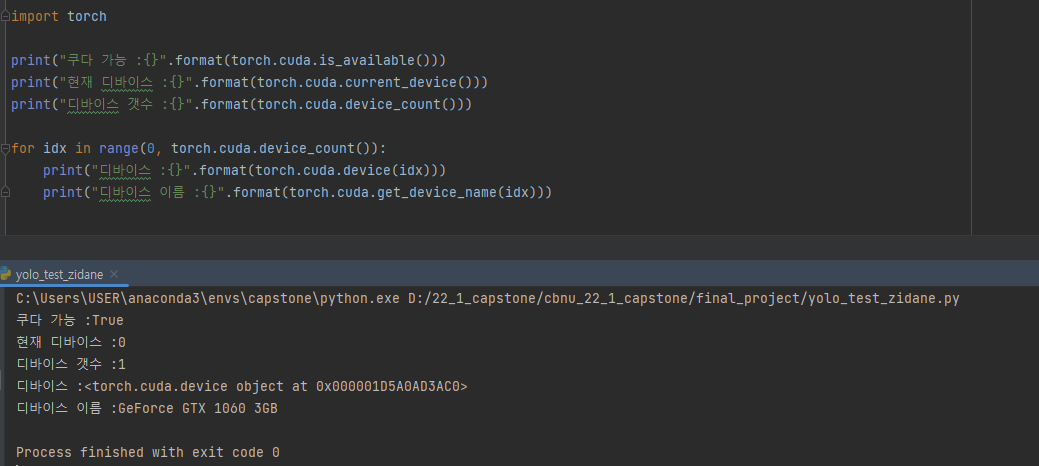 import torch
print("쿠다 가능 :{}".format(torch.cuda.is_available()))
print("현재 디바이스 :{}".format(torch.cuda.current_device()))
print("디바이스 갯수 :{}".format(torch.cuda.device_count()))
for idx in range(0, torch.cuda.device_count()):
    print("디바이스 :{}".format(torch.cuda.device(idx)))
    print("디바이스 이름 :{}".format(torch.cuda.get_device_name(idx)))
yolo_test_zidane
C:\Users\USER\anaconda3\envs\capstone\python.exe D:/22_1_capstone/cbnu_22_1_capstone/final_project/yolo_test_zidane.py
쿠다 가능 :True
현재 디바이스 :0
디바이스 갯수 :1
디바이스 :<torch.cuda.device object at 0x000001D5A0AD3AC0>
디바이스 이름 :GeForce GTX 1060 3GB
Process finished with exit code 0